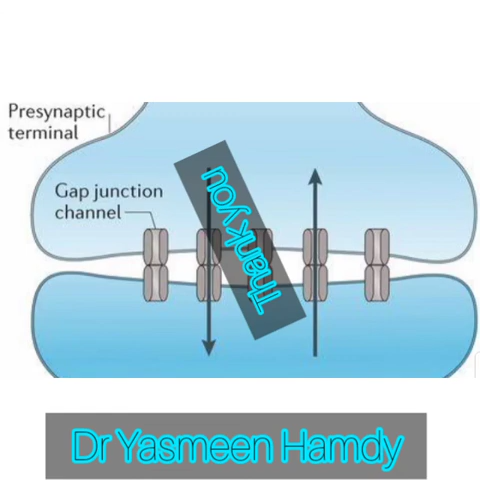 Presynaptic
terminal
Gap junction
channel
Thank you
Dr Yasmeen Hamdy